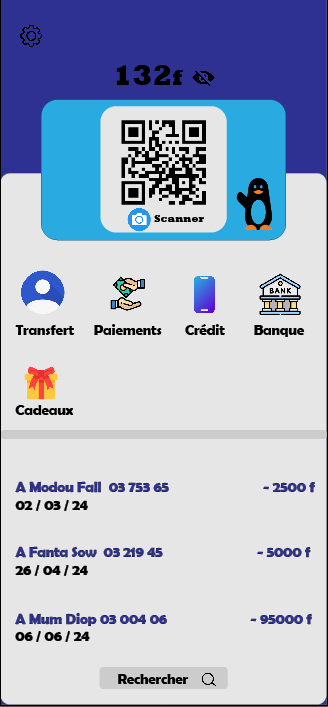 132f
Scanner
Transfert Paiements Crédit Banque
BANK
Cadeaux
A Modou Fall 03 753 65 - 2500 f
02 / 03 / 24
A Fanta Sow 03 219 45 - 5000 f
26 / 04 / 24
A Mum Diop 03 004 06 - 95000 f
06 / 06 / 24
Rechercher